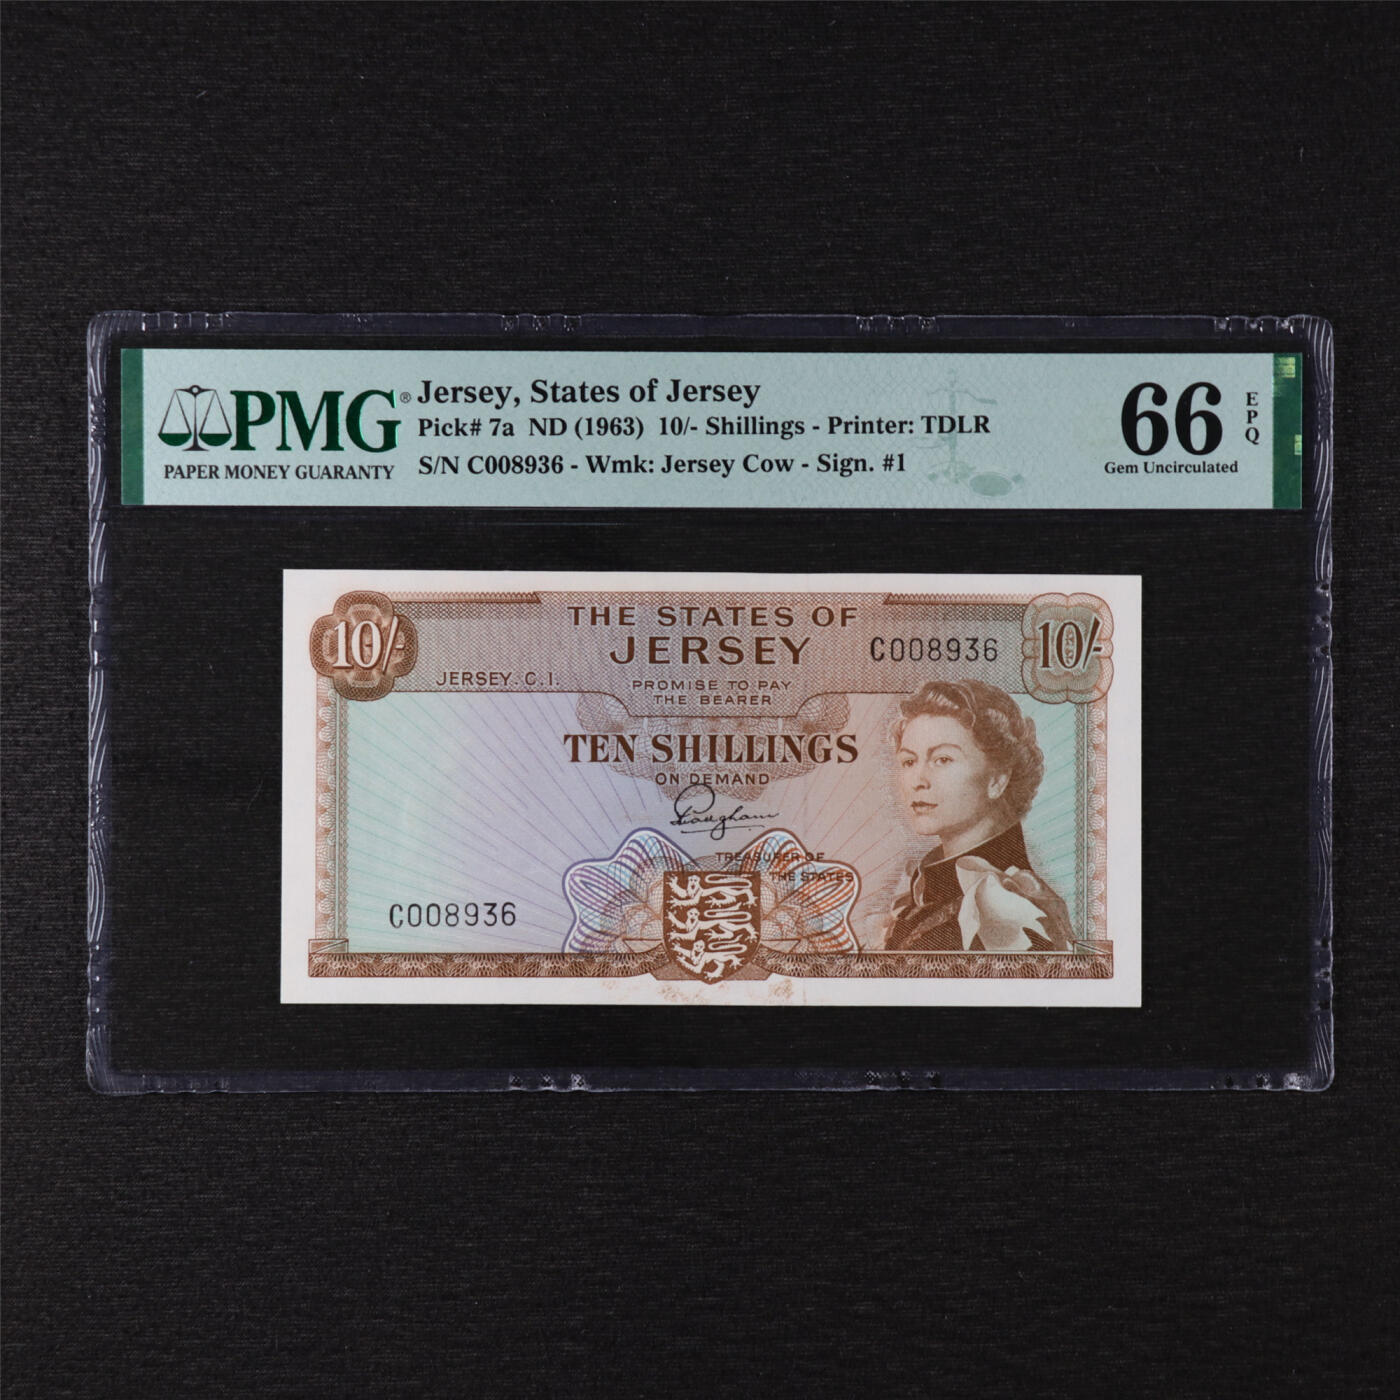 PMG®
PAPER MONEY GUARANTY
Jersey, States of Jersey
Pick# 7a ND (1963) 10/- Shillings - Printer: TDLR
S/N C008936 - Wmk: Jersey Cow - Sign. #1
66
EPQ
Gem Uncirculated
10/-
THE STATES OF
JERSEY
C008936
10/-
JERSEY. C.I.
PROMISE TO PAY
THE BEARER
TEN SHILLINGS
ON DEMAND
TREASURER OF
THE STATES
C008936